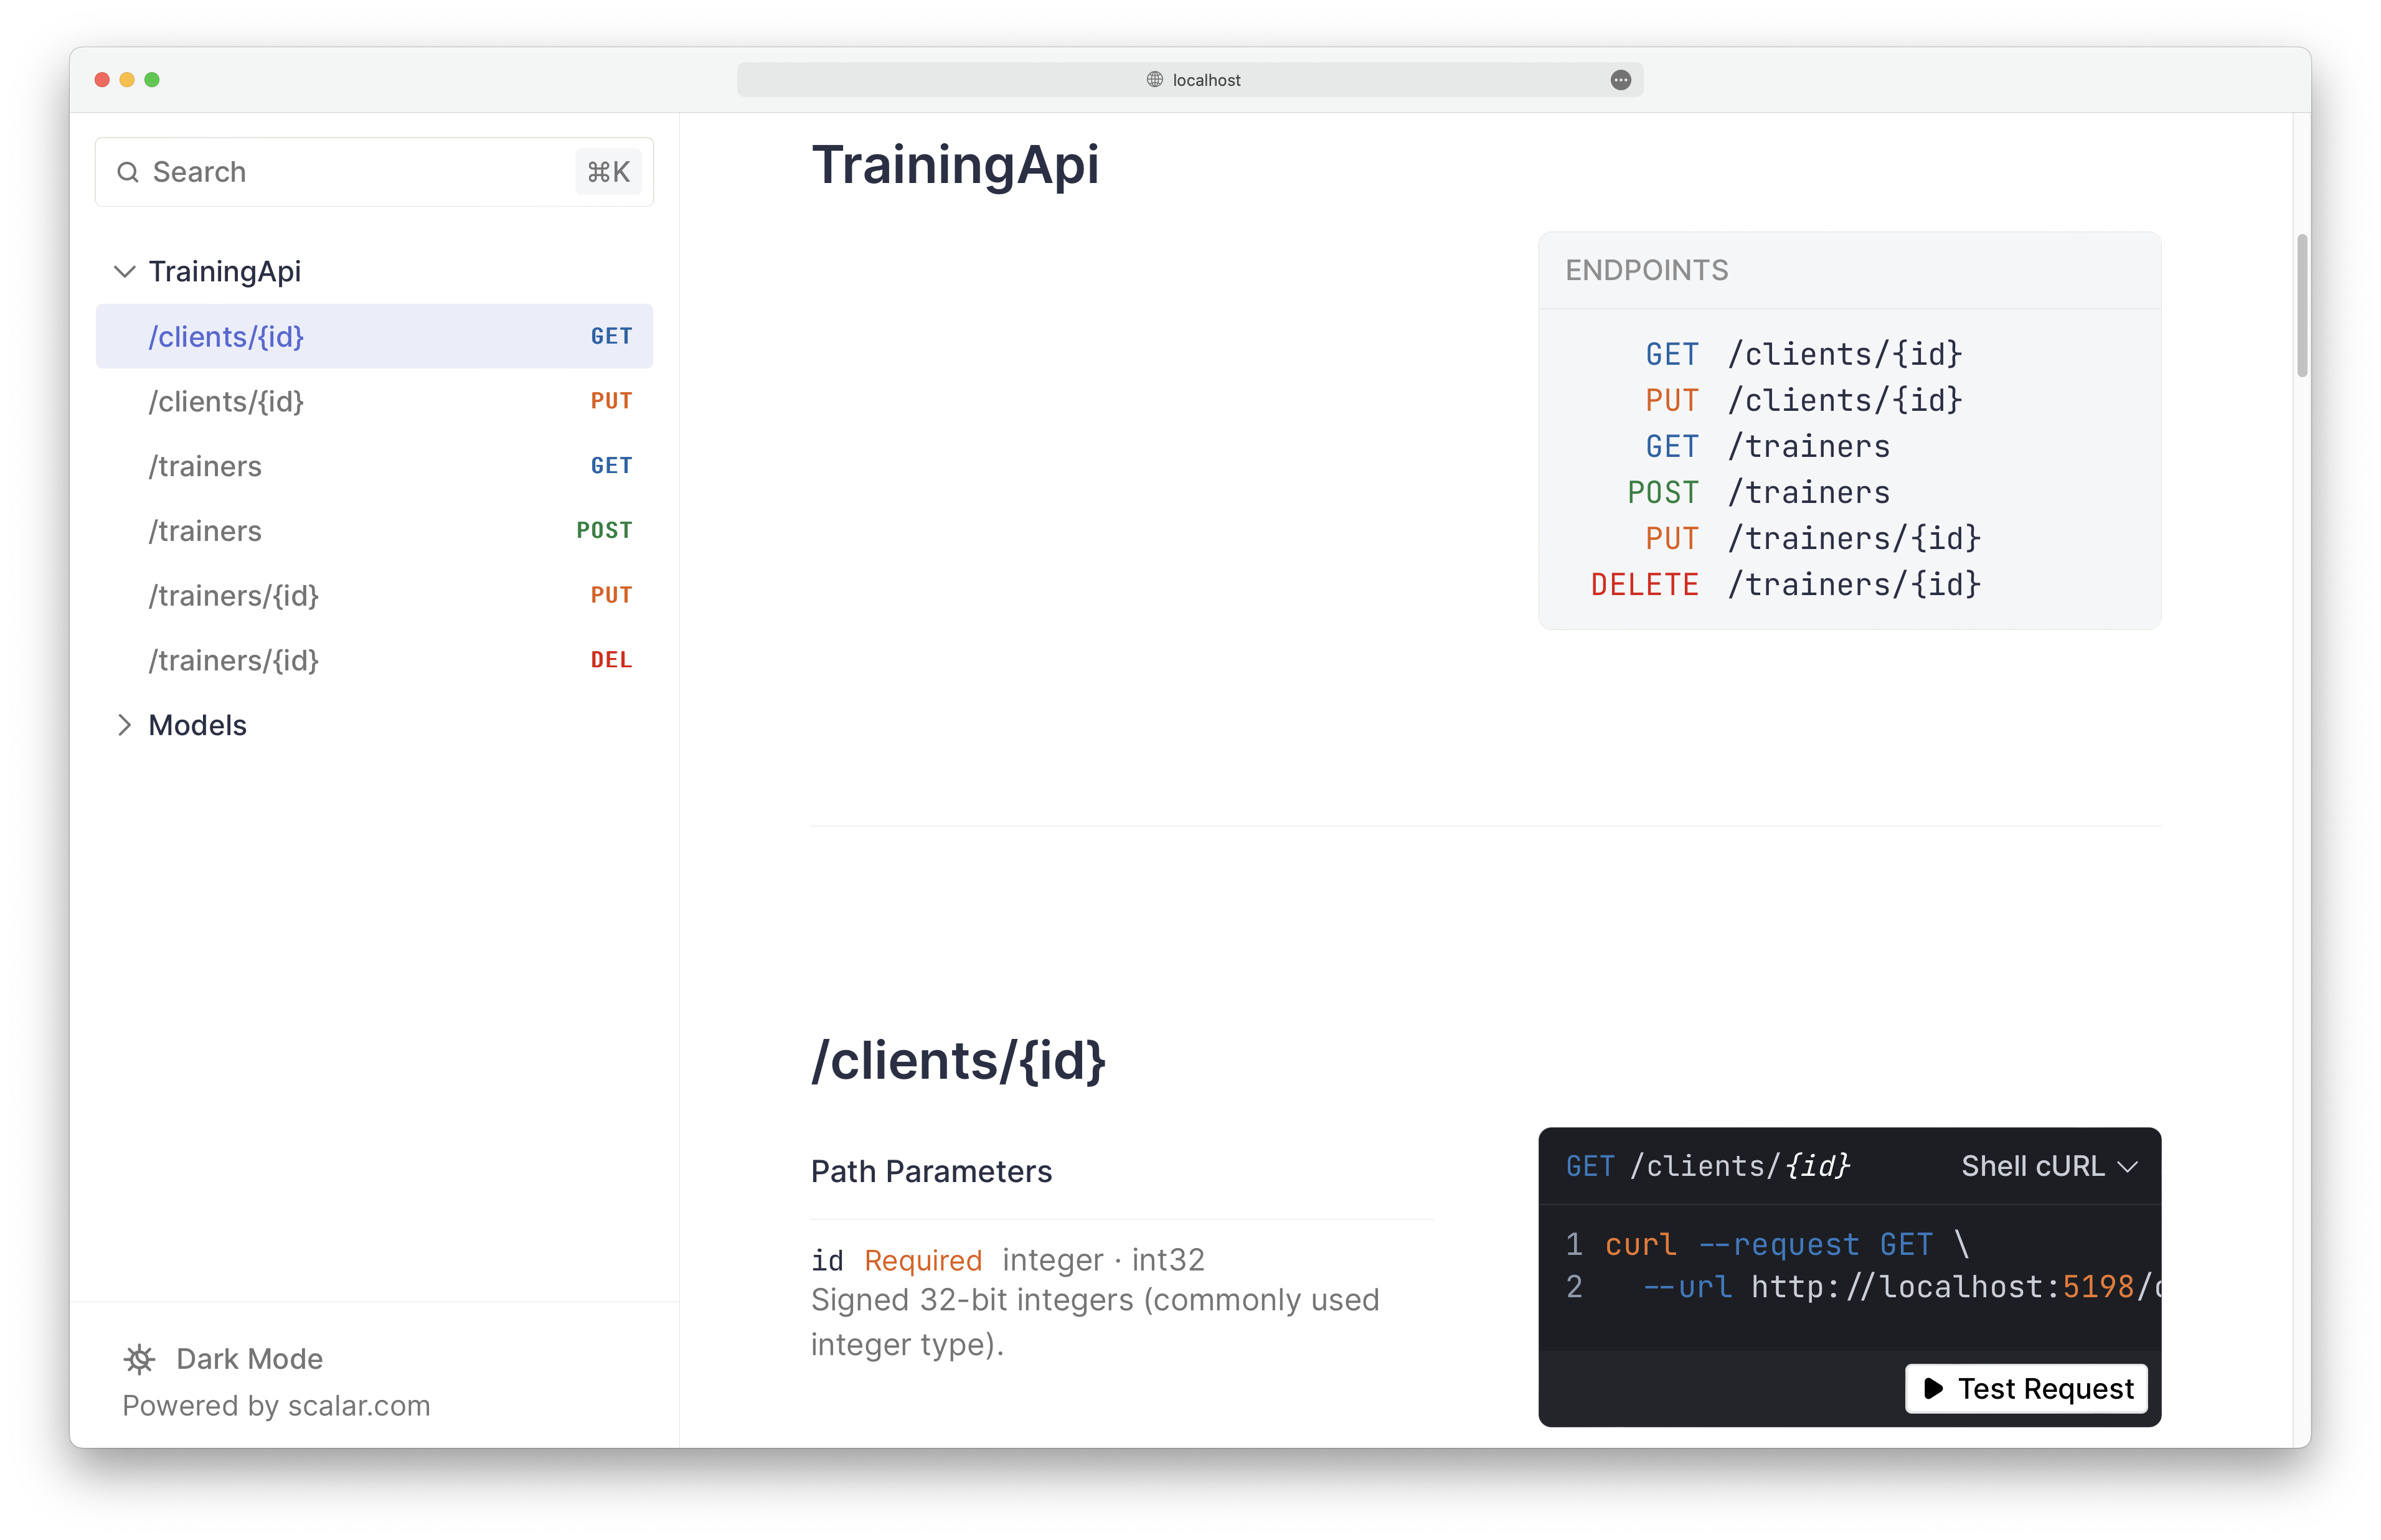 localhost
Search
⌘K
TrainingApi
/clients/{id} GET
/clients/{id} PUT
/trainers GET
/trainers POST
/trainers/{id} PUT
/trainers/{id} DEL
Models
Dark Mode
Powered by scalar.com
TrainingApi
ENDPOINTS
GET /clients/{id}
PUT /clients/{id}
GET /trainers
POST /trainers
PUT /trainers/{id}
DELETE /trainers/{id}
/clients/{id}
Path Parameters
id Required integer · int32
Signed 32-bit integers (commonly used
integer type).
GET /clients/{id} Shell cURL
1 curl --request GET \
2 --url http://localhost:5198/
Test Request